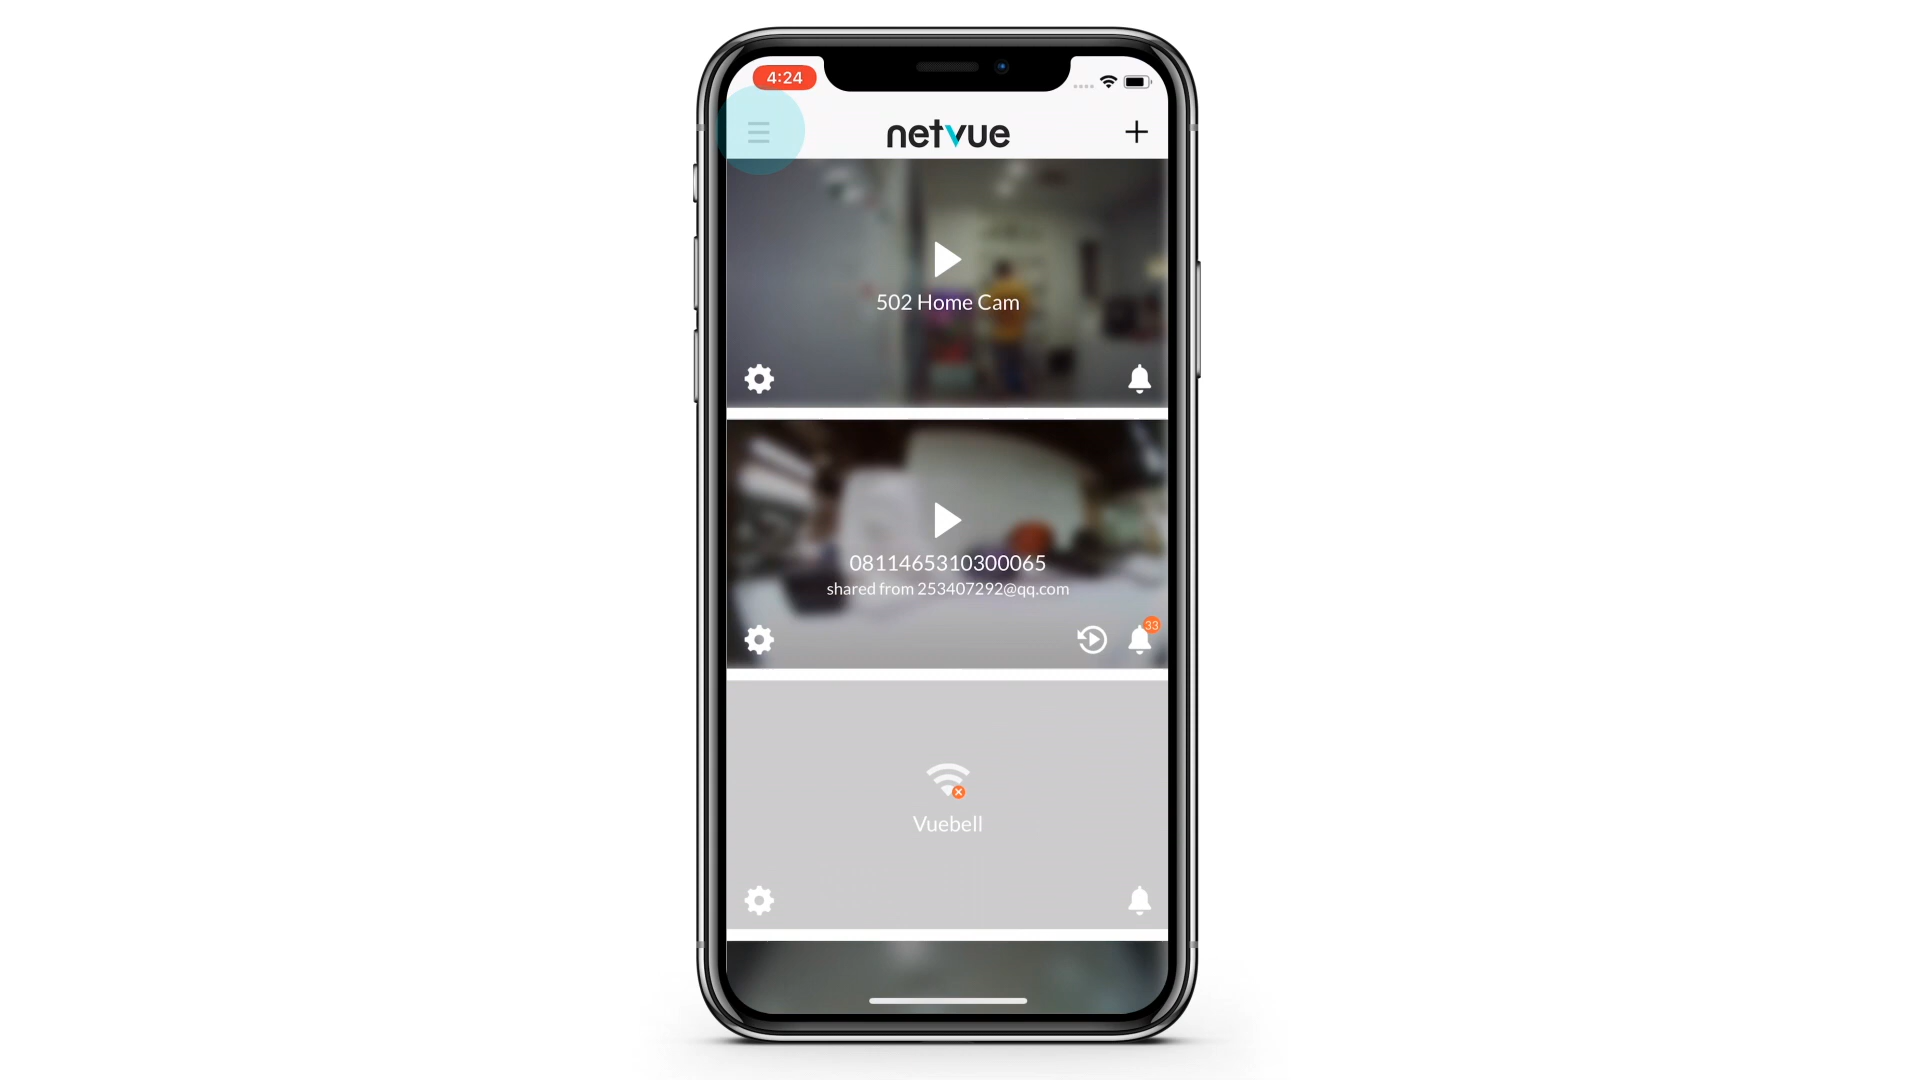 4:24
netvue
502 Home Cam
0811465310300065
shared from 253407292@qq.com
33
Vuebell